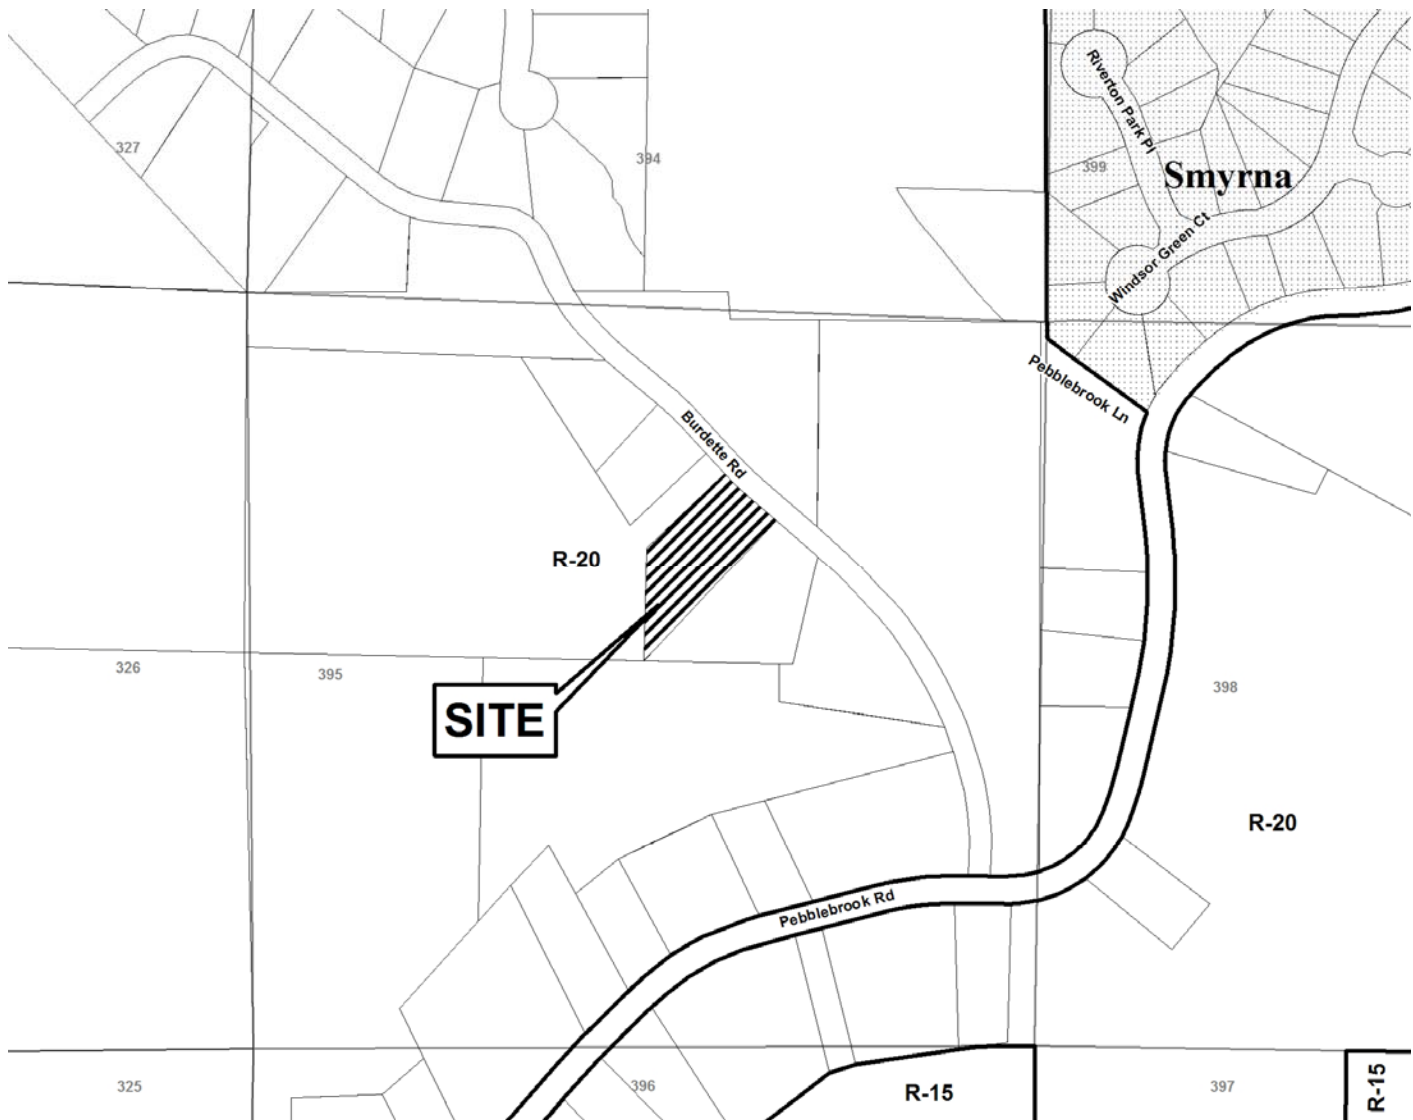 Riverton Park Pl
327
394
399
Smyrna
Windsor Green Ct
Pebblebrook Ln
Burdette Rd
R-20
326
395
398
SITE
R-20
Pebblebrook Rd
325
396
R-15
397
R-15